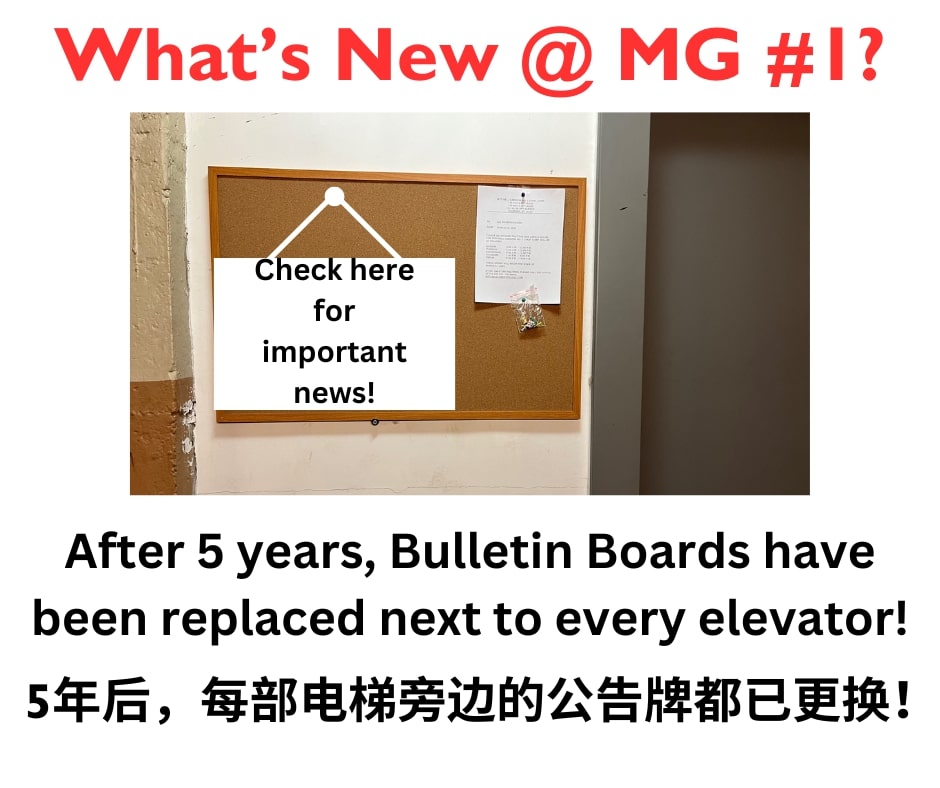 What's New @ MG #1?
Check here
for
important
news!
After 5 years, Bulletin Boards have
been replaced next to every elevator!
5年后，每部电梯旁边的公告牌都已更换！